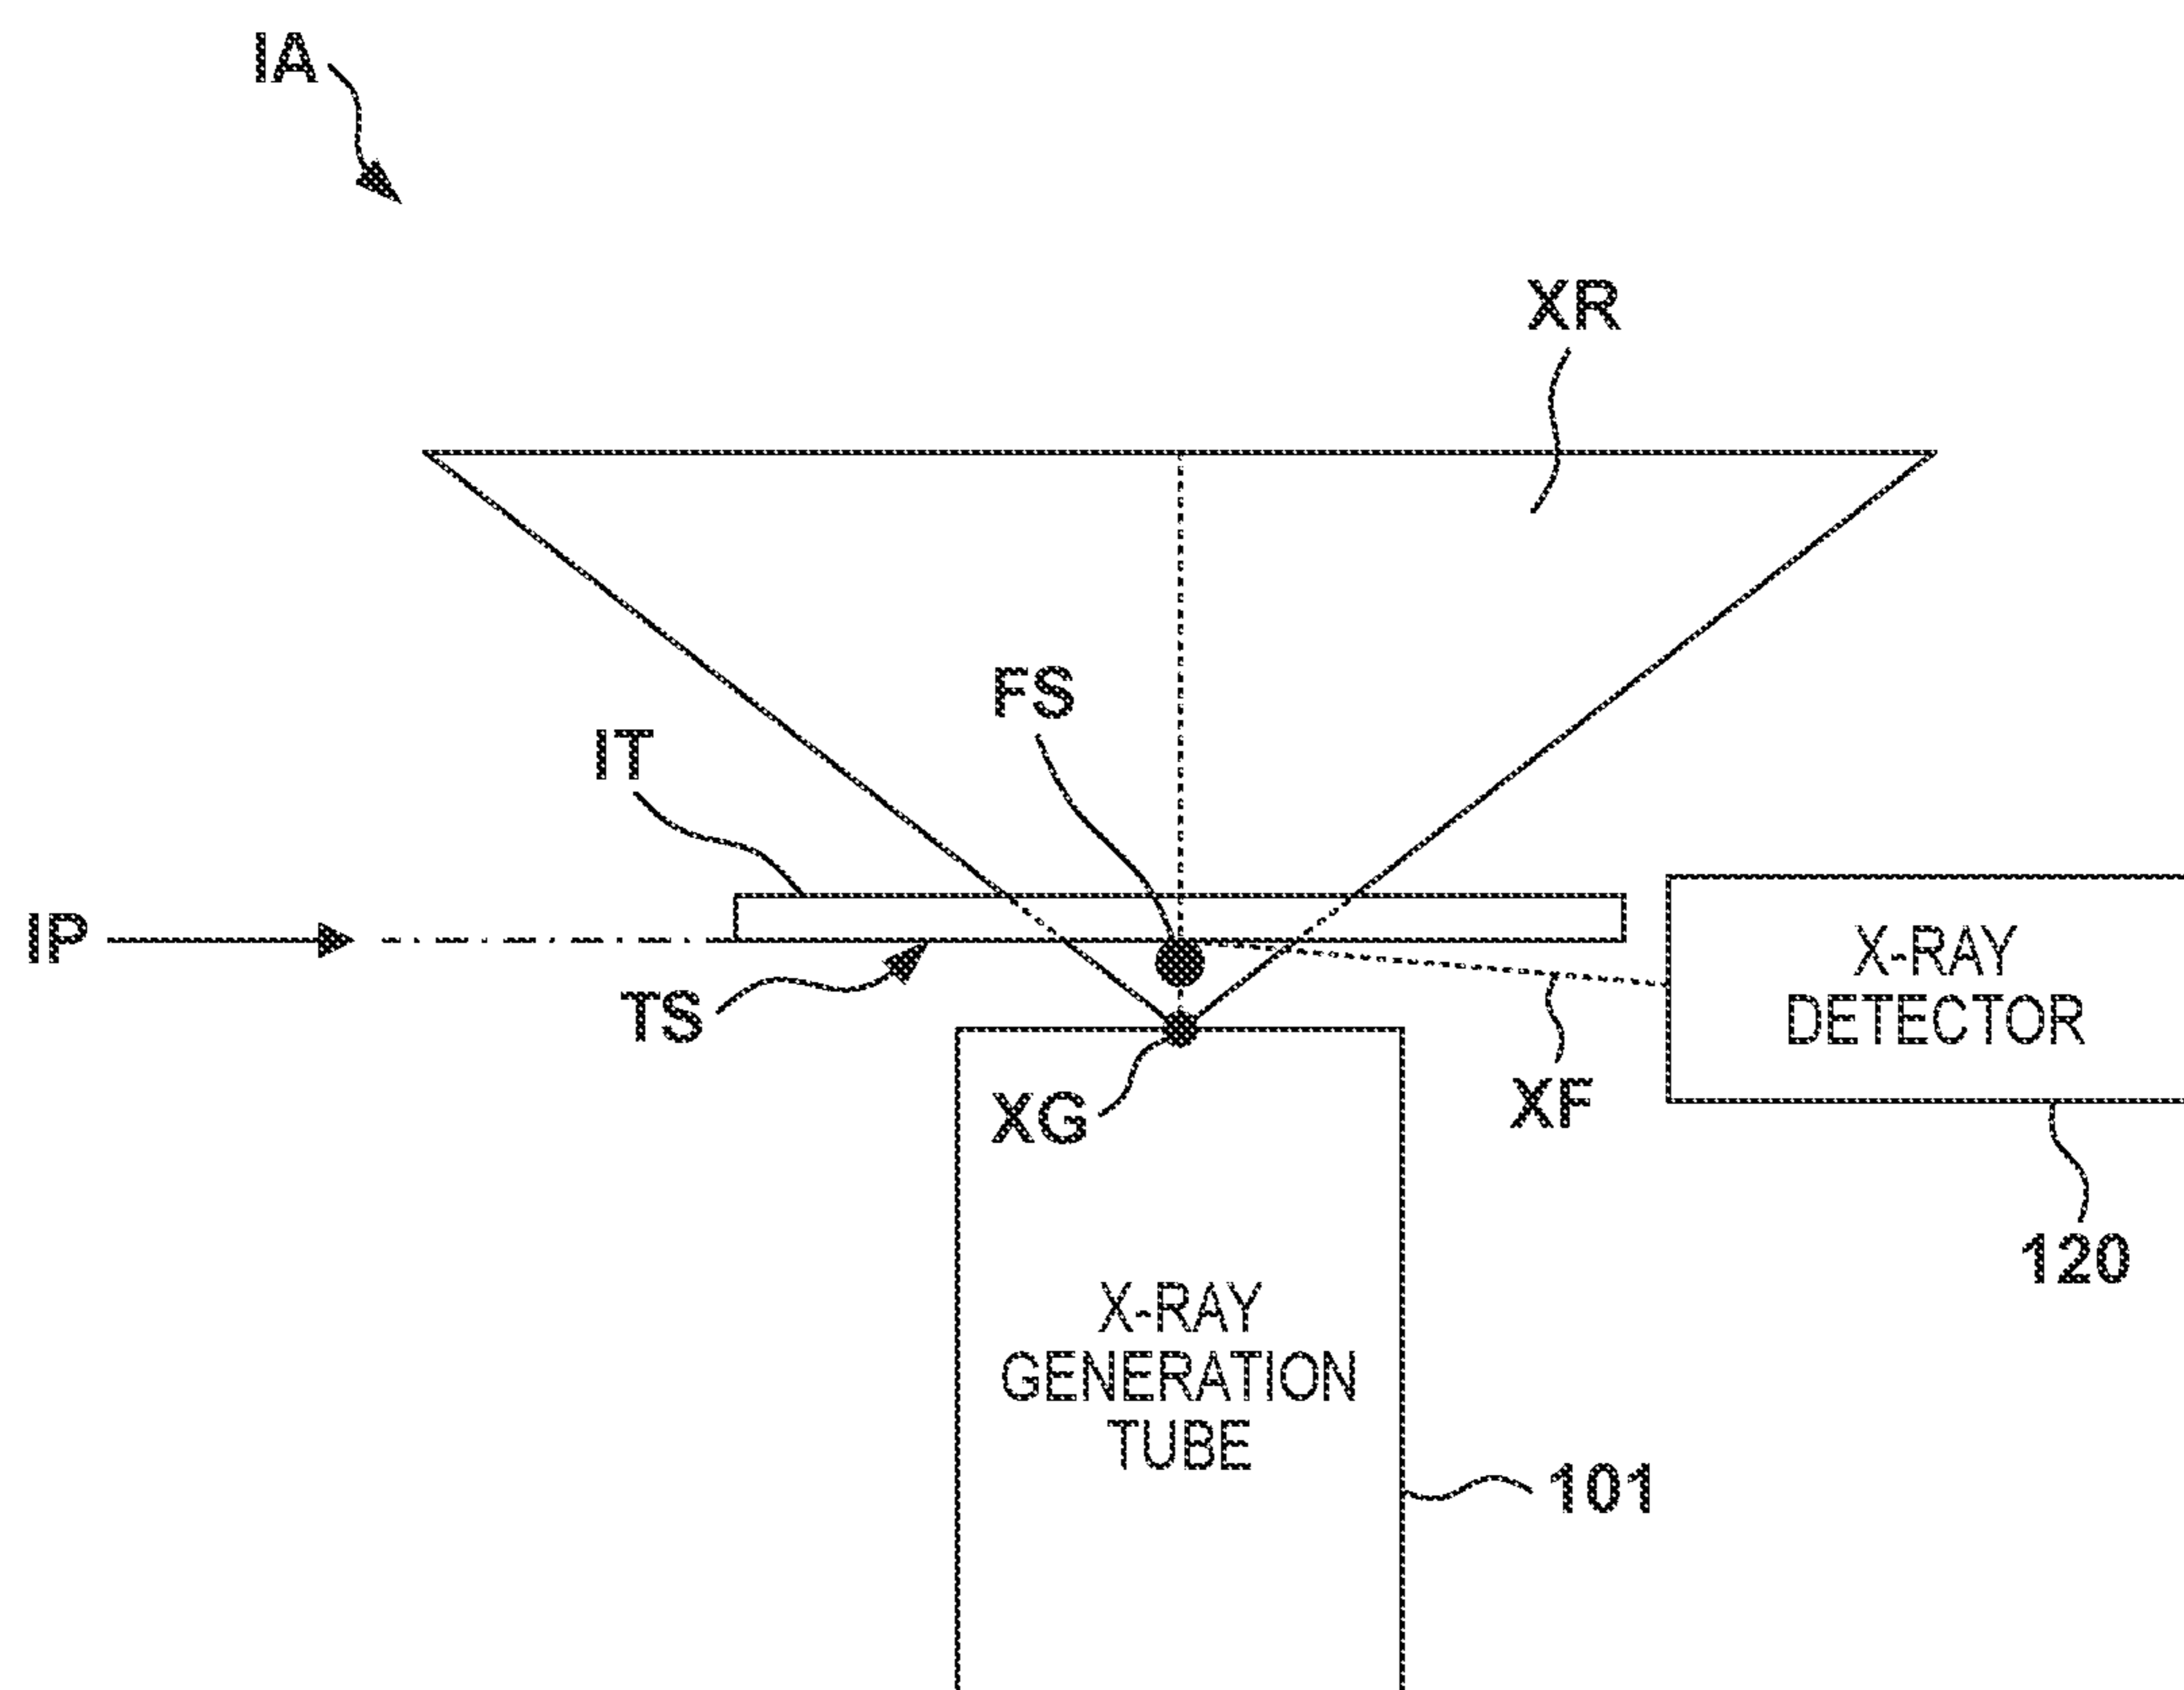 IA
XR
FS
IT
IP
TS
X-RAY
DETECTOR
XF
XG
120
X-RAY
GENERATION
TUBE
101